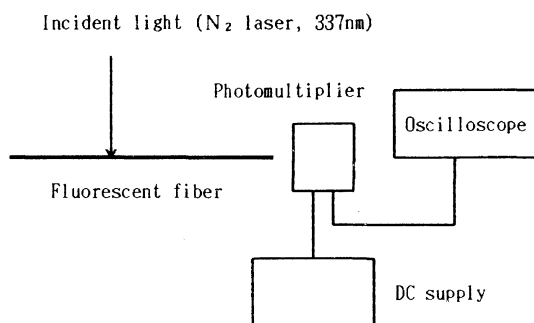 Incident light (N₂ laser, 337nm)
Photomultiplier
Oscilloscope
Fluorescent fiber
DC supply